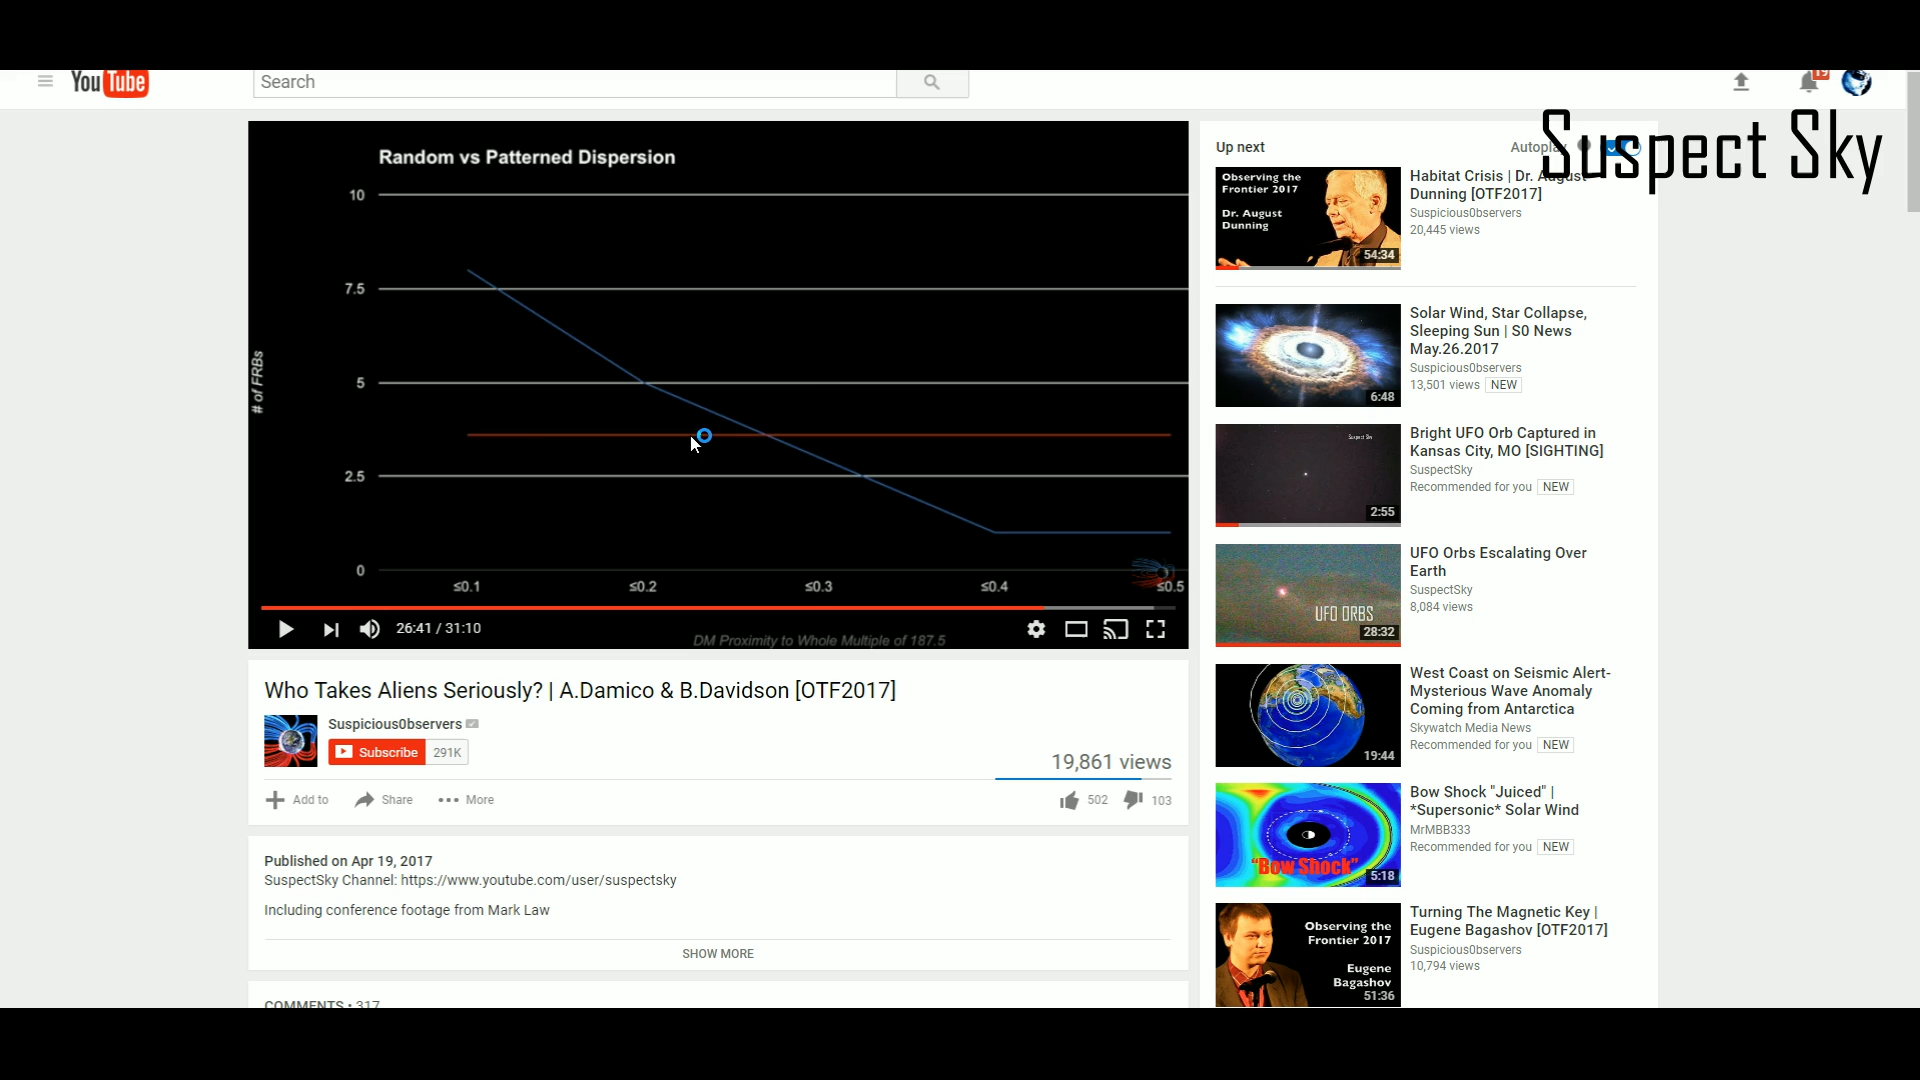 YouTube
Search
19
Suspect Sky
Random vs Patterned Dispersion
10
7.5
5
2.5
0
# of FRBs
≤0.1
≤0.2
≤0.3
≤0.4
≤0.5
26:41 / 31:10
DM Proximity to Whole Multiple of 187.5
Who Takes Aliens Seriously? | A.Damico & B.Davidson [OTF2017]
Suspicious0bservers
Subscribe 291K
19,861 views
Add to Share More
502 103
Published on Apr 19, 2017
SuspectSky Channel: https://www.youtube.com/user/suspectsky
Including conference footage from Mark Law
SHOW MORE
COMMENTS • 317
Up next
Autoplay
Observing the
Frontier 2017
Dr. August
Dunning
54:34
Habitat Crisis | Dr. August
Dunning [OTF2017]
Suspicious0bservers
20,445 views
6:48
Solar Wind, Star Collapse,
Sleeping Sun | S0 News
May.26.2017
Suspicious0bservers
13,501 views NEW
Suspect Sky
2:55
Bright UFO Orb Captured in
Kansas City, MO [SIGHTING]
SuspectSky
Recommended for you NEW
UFO ORBS
28:32
UFO Orbs Escalating Over
Earth
SuspectSky
8,084 views
19:44
West Coast on Seismic Alert-
Mysterious Wave Anomaly
Coming from Antarctica
Skywatch Media News
Recommended for you NEW
"Bow Shock"
5:18
Bow Shock "Juiced" |
*Supersonic* Solar Wind
MrMBB333
Recommended for you NEW
Observing the
Frontier 2017
Eugene
Bagashov
51:36
Turning The Magnetic Key |
Eugene Bagashov [OTF2017]
Suspicious0bservers
10,794 views